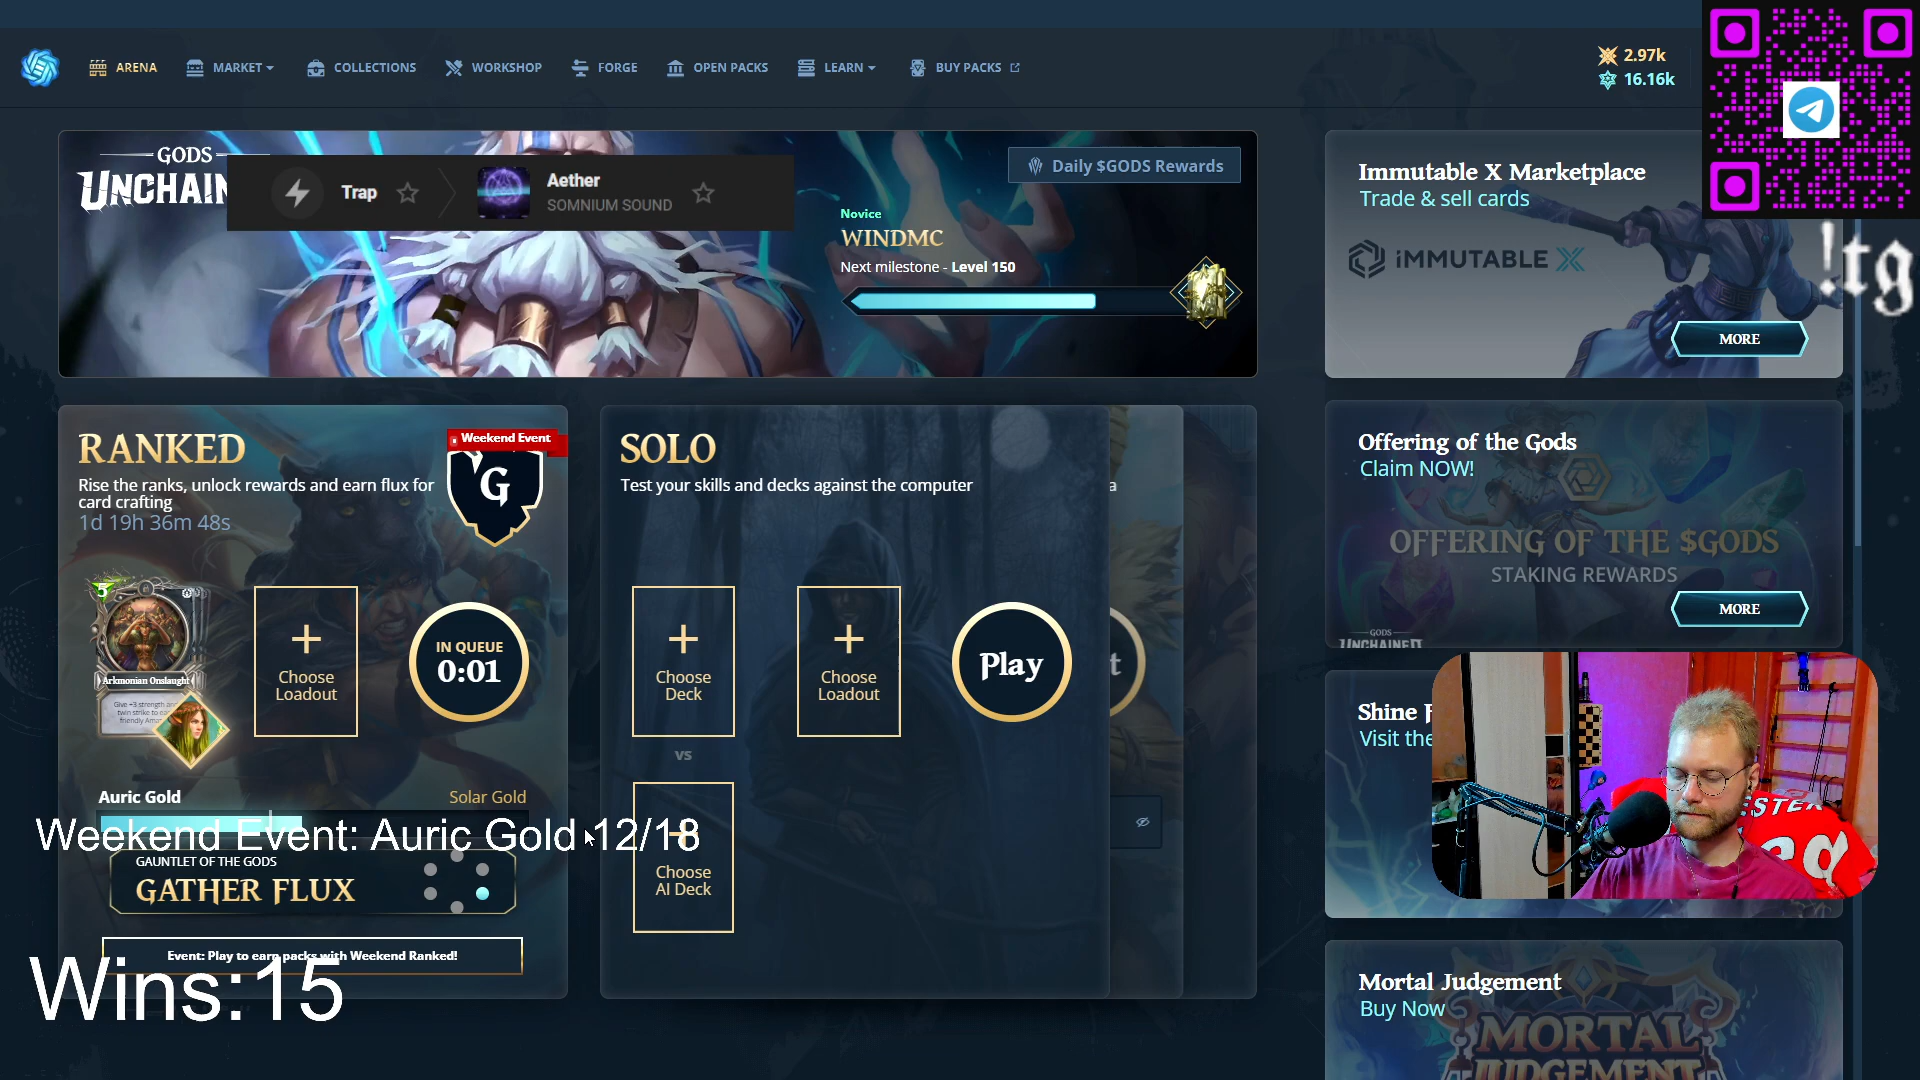 ARENA
MARKET
COLLECTIONS
WORKSHOP
FORGE
OPEN PACKS
LEARN
BUY PACKS
2.97k
16.16k
GODS
UNCHAIN
Trap
Aether
SOMNIUM SOUND
Daily $GODS Rewards
Novice
WINDMC
Next milestone - Level 150
Immutable X Marketplace
Trade & sell cards
IMMUTABLE X
MORE
!tg
RANKED
Weekend Event
G
Rise the ranks, unlock rewards and earn flux for
card crafting
1d 19h 36m 48s
5
Arkmonian Onslaught
Choose
Loadout
IN QUEUE
0:01
Auric Gold
Solar Gold
Weekend Event: Auric Gold 12/18
GAUNTLET OF THE GODS
GATHER FLUX
Event: Play to earn packs with Weekend Ranked!
Wins:15
SOLO
Test your skills and decks against the computer
a
Choose
Deck
Choose
Loadout
Play
t
vs
Choose
AI Deck
Offering of the Gods
Claim NOW!
OFFERING OF THE $GODS
STAKING REWARDS
MORE
GODS
UNCHAINED
Shine F
Visit the
Mortal Judgement
Buy Now
MORTAL
JUDGEMENT